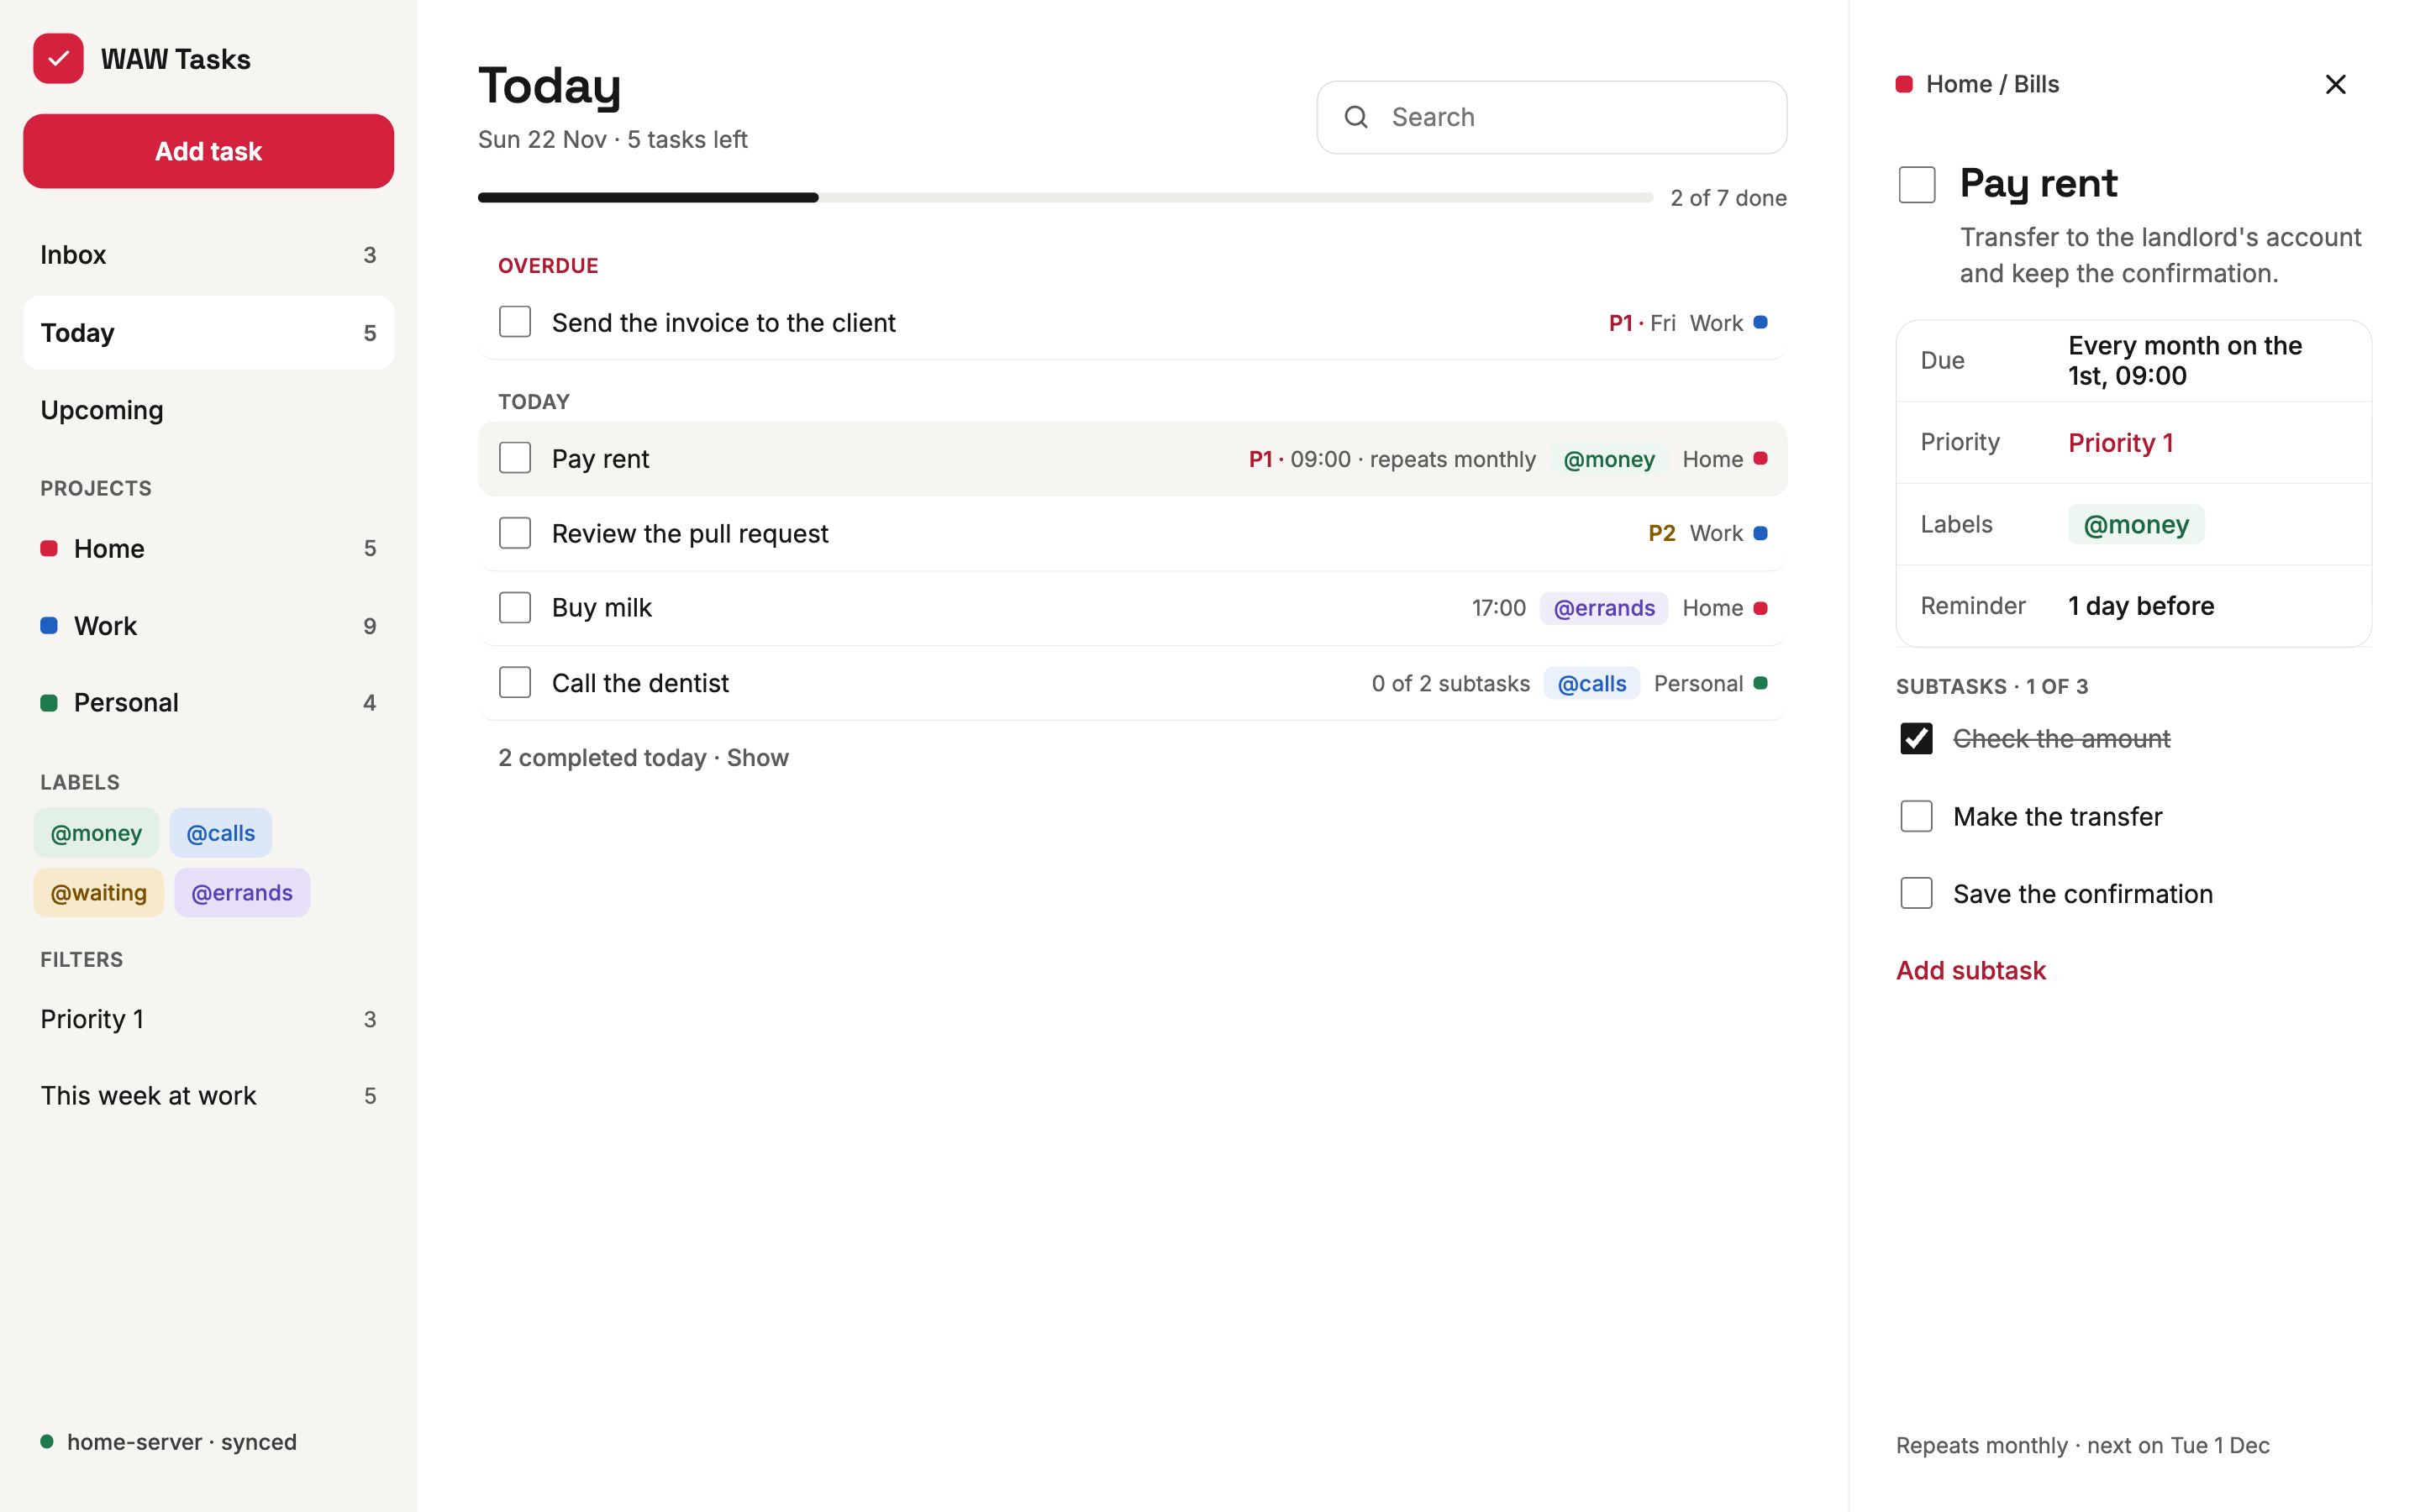 WAW Tasks
Add task
Inbox 3
Today 5
Upcoming
PROJECTS
Home 5
Work 9
Personal 4
LABELS
@money @calls
@waiting @errands
FILTERS
Priority 1 3
This week at work 5
home-server · synced
Today
Sun 22 Nov · 5 tasks left
Search
2 of 7 done
OVERDUE
Send the invoice to the client P1 · Fri Work
TODAY
Pay rent P1 · 09:00 · repeats monthly @money Home
Review the pull request P2 Work
Buy milk 17:00 @errands Home
Call the dentist 0 of 2 subtasks @calls Personal
2 completed today · Show
Home / Bills
Pay rent
Transfer to the landlord's account
and keep the confirmation.
Due Every month on the
1st, 09:00
Priority Priority 1
Labels @money
Reminder 1 day before
SUBTASKS · 1 OF 3
Check the amount
Make the transfer
Save the confirmation
Add subtask
Repeats monthly · next on Tue 1 Dec